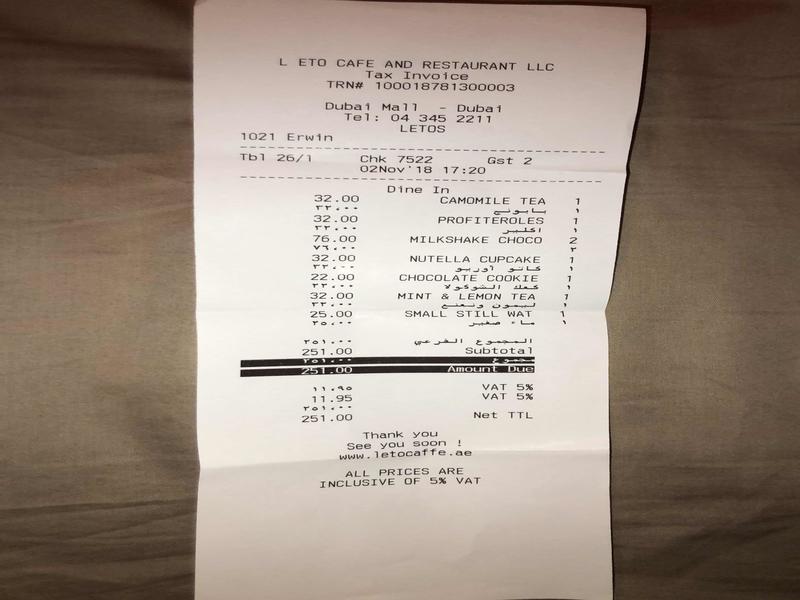 L ETO CAFE AND RESTAURANT LLC
Tax Invoice
TRN# 100018781300003
Dubai Mall - Dubai
Tel: 04 345 2211
LETOS
1021 Erwin
Tbl 26/1 Chk 7522 Gst 2
02Nov'18 17:20
Dine In
32.00 CAMOMILE TEA 1
٣٢،٠٠ بابونج ١
32.00 PROFITEROLES 1
٣٢،٠٠ اكلير ١
76.00 MILKSHAKE CHOCO 2
٧٦،٠٠ ٢
32.00 NUTELLA CUPCAKE 1
٣٢،٠٠ كاتو أوريو ١
22.00 CHOCOLATE COOKIE 1
٢٢،٠٠ كعك الشوكولا ١
32.00 MINT & LEMON TEA 1
٣٢،٠٠ ليمون ونعنع ١
25.00 SMALL STILL WAT 1
٢٥،٠٠ ماء صغير ١
٢٥١،٠٠ المجموع الفرعي
251.00 Subtotal
٢٥١،٠٠ مجموع
251.00 Amount Due
١١،٩٥ VAT 5%
11.95 VAT 5%
٢٥١،٠٠
251.00 Net TTL
Thank you
See you soon !
www.letocaffe.ae
ALL PRICES ARE
INCLUSIVE OF 5% VAT